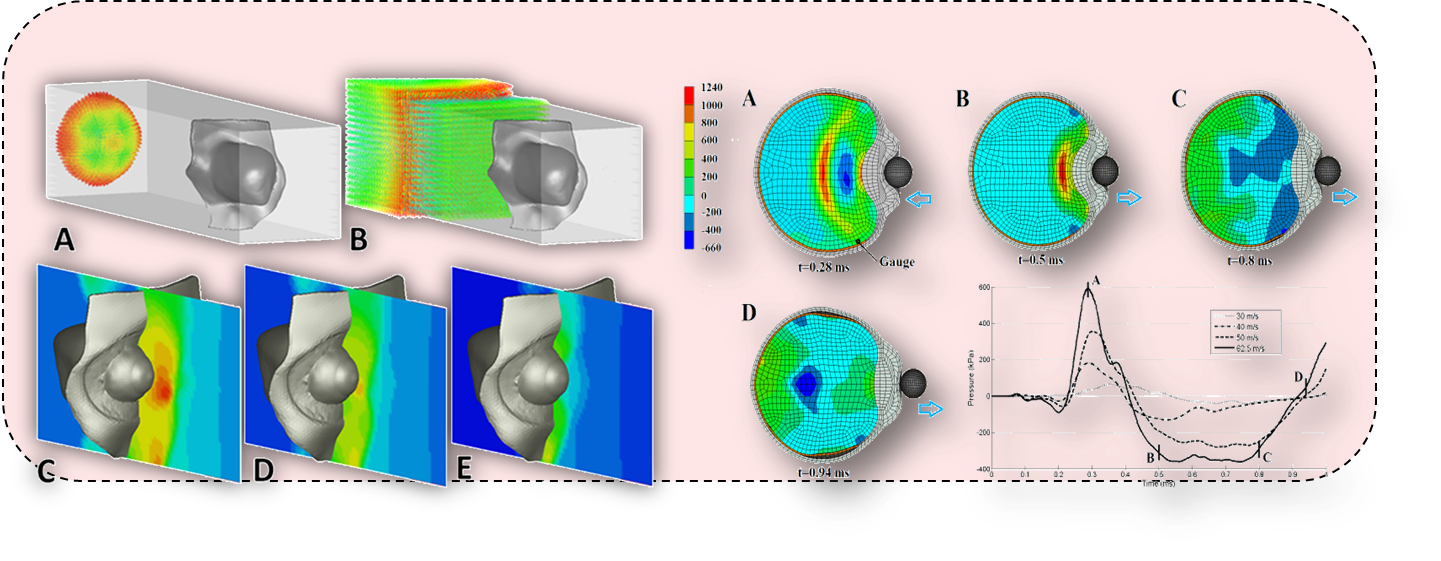 A
B
C
D
E
1240
1000
800
600
400
200
0
-200
-400
-660
A
t=0.28 ms
Gauge
B
t=0.5 ms
C
t=0.8 ms
D
t=0.94 ms
600
400
200
0
-200
-400
Pressure (kPa)
A
B
C
D
30 m/s
40 m/s
50 m/s
62.5 m/s
0
0.1
0.2
0.3
0.4
0.5
0.6
0.7
0.8
0.9
Time (ms)